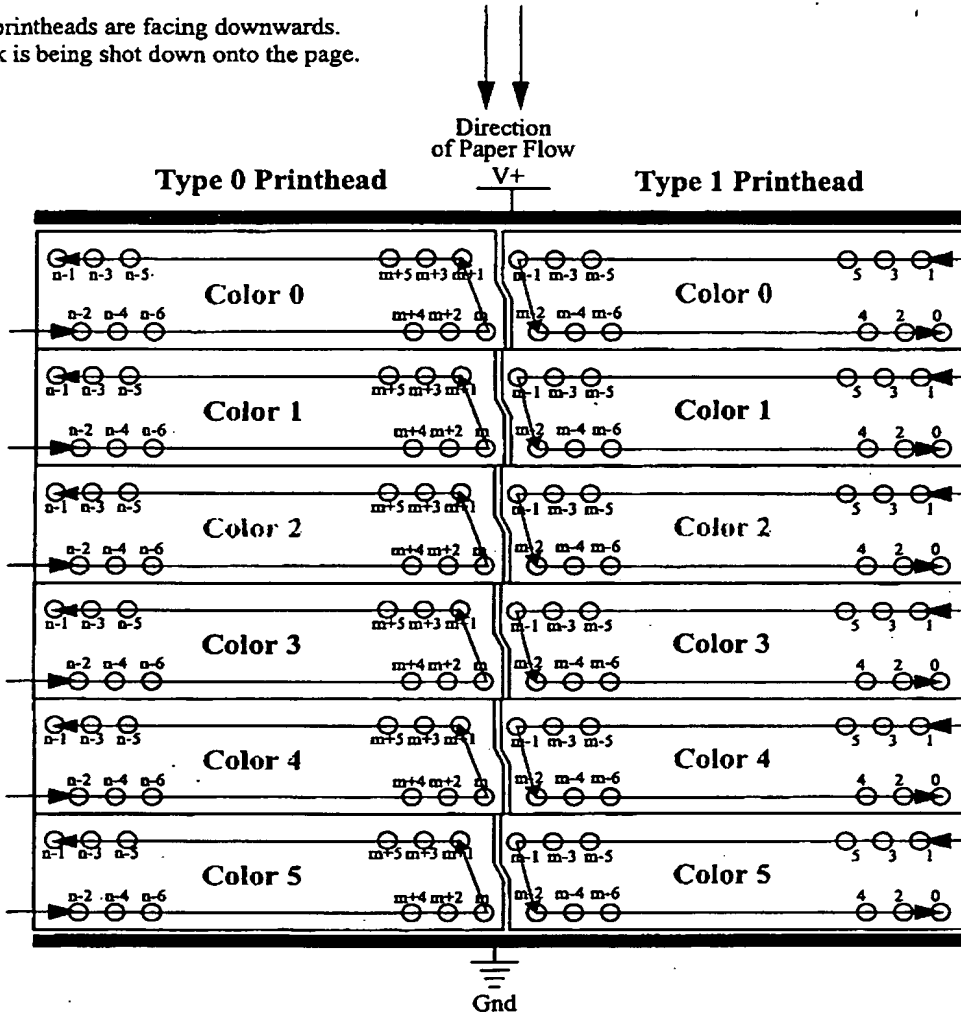 printheads are facing downwards.
k is being shot down onto the page.
Direction
of Paper Flow
Type 0 Printhead V+ Type 1 Printhead
n-1 n-3 n-5 m+5 m+3 m+1 m-1 m-3 m-5 5 3 1
Color 0 Color 0
n-2 n-4 n-6 m+4 m+2 m m-2 m-4 m-6 4 2 0
n-1 n-3 n-5 m+5 m+3 m+1 m-1 m-3 m-5 5 3 1
Color 1 Color 1
n-2 n-4 n-6 m+4 m+2 m m-2 m-4 m-6 4 2 0
n-1 n-3 n-5 m+5 m+3 m+1 m-1 m-3 m-5 5 3 1
Color 2 Color 2
n-2 n-4 n-6 m+4 m+2 m m-2 m-4 m-6 4 2 0
n-1 n-3 n-5 m+5 m+3 m+1 m-1 m-3 m-5 5 3 1
Color 3 Color 3
n-2 n-4 n-6 m+4 m+2 m m-2 m-4 m-6 4 2 0
n-1 n-3 n-5 m+5 m+3 m+1 m-1 m-3 m-5 5 3 1
Color 4 Color 4
n-2 n-4 n-6 m+4 m+2 m m-2 m-4 m-6 4 2 0
n-1 n-3 n-5 m+5 m+3 m+1 m-1 m-3 m-5 5 3 1
Color 5 Color 5
n-2 n-4 n-6 m+4 m+2 m m-2 m-4 m-6 4 2 0
Gnd